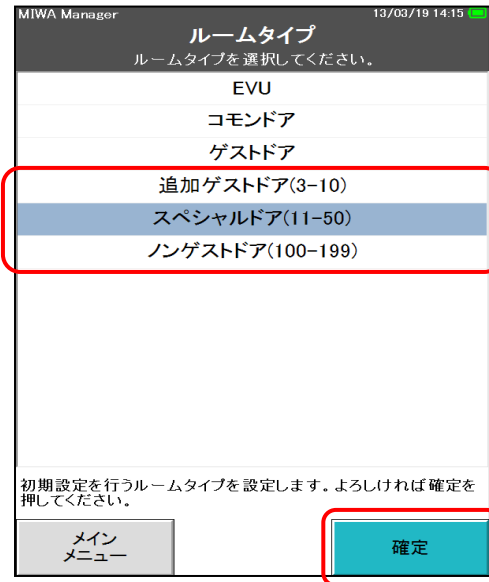 MIWA Manager 13/03/19 14:15
ルームタイプ
ルームタイプを選択してください。
EVU
コモンドア
ゲストドア
追加ゲストドア(3-10)
スペシャルドア(11-50)
ノンゲストドア(100-199)
初期設定を行うルームタイプを設定します。よろしければ確定を
押してください。
メイン
メニュー
確定